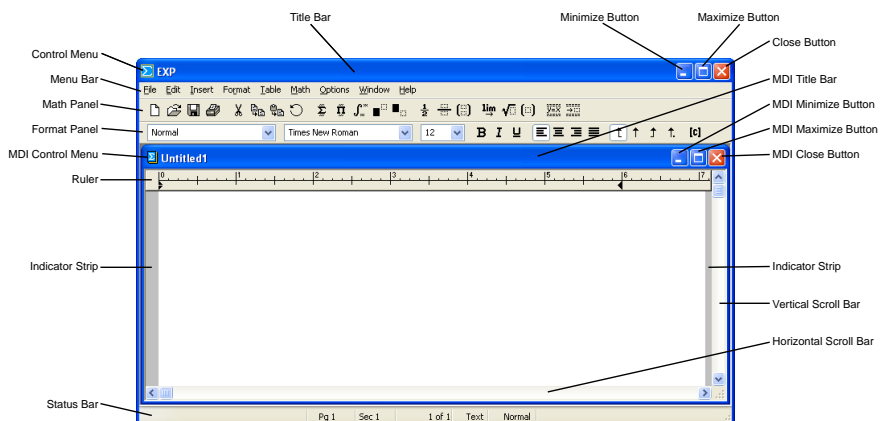 Title Bar
Minimize Button
Maximize Button
Control Menu
Close Button
EXP
Menu Bar
File Edit Insert Format Table Math Options Window Help
MDI Title Bar
Math Panel
MDI Minimize Button
Format Panel
Normal
Times New Roman
12
B I U
[c]
MDI Maximize Button
MDI Control Menu
Untitled1
MDI Close Button
Ruler
0 1 2 3 4 5 6 7
Indicator Strip
Indicator Strip
Vertical Scroll Bar
Horizontal Scroll Bar
Status Bar
Pg 1 Sec 1 1 of 1 Text Normal